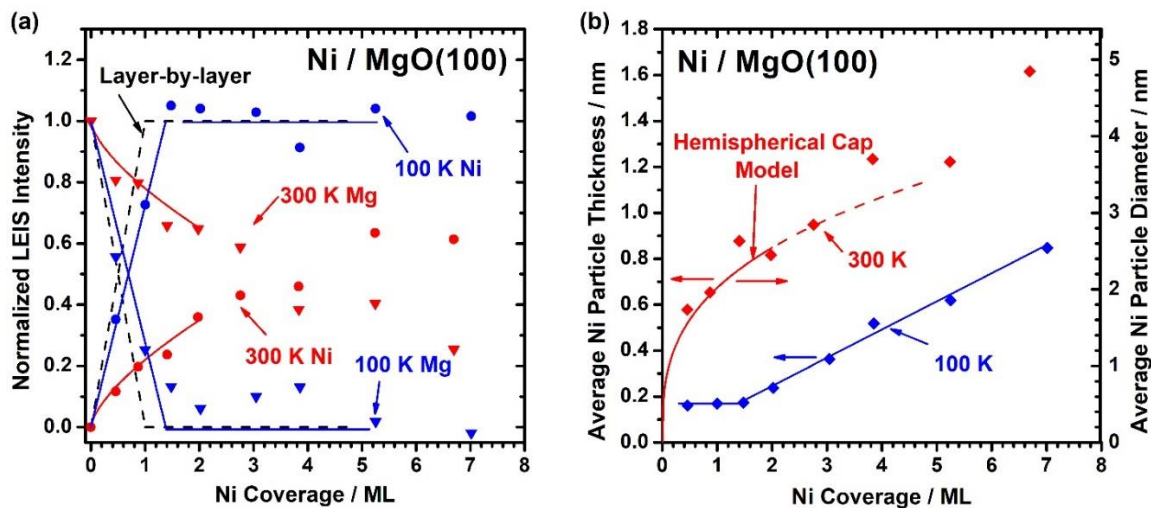 (a)
Ni / MgO(100)
Layer-by-layer
100 K Ni
300 K Mg
300 K Ni
100 K Mg
Normalized LEIS Intensity
1.2
1.0
0.8
0.6
0.4
0.2
0.0
0 1 2 3 4 5 6 7 8
Ni Coverage / ML
(b)
Ni / MgO(100)
Hemispherical Cap
Model
300 K
100 K
Average Ni Particle Thickness / nm
1.8
1.6
1.4
1.2
1.0
0.8
0.6
0.4
0.2
0.0
Average Ni Particle Diameter / nm
5
4
3
2
1
0
0 1 2 3 4 5 6 7 8
Ni Coverage / ML